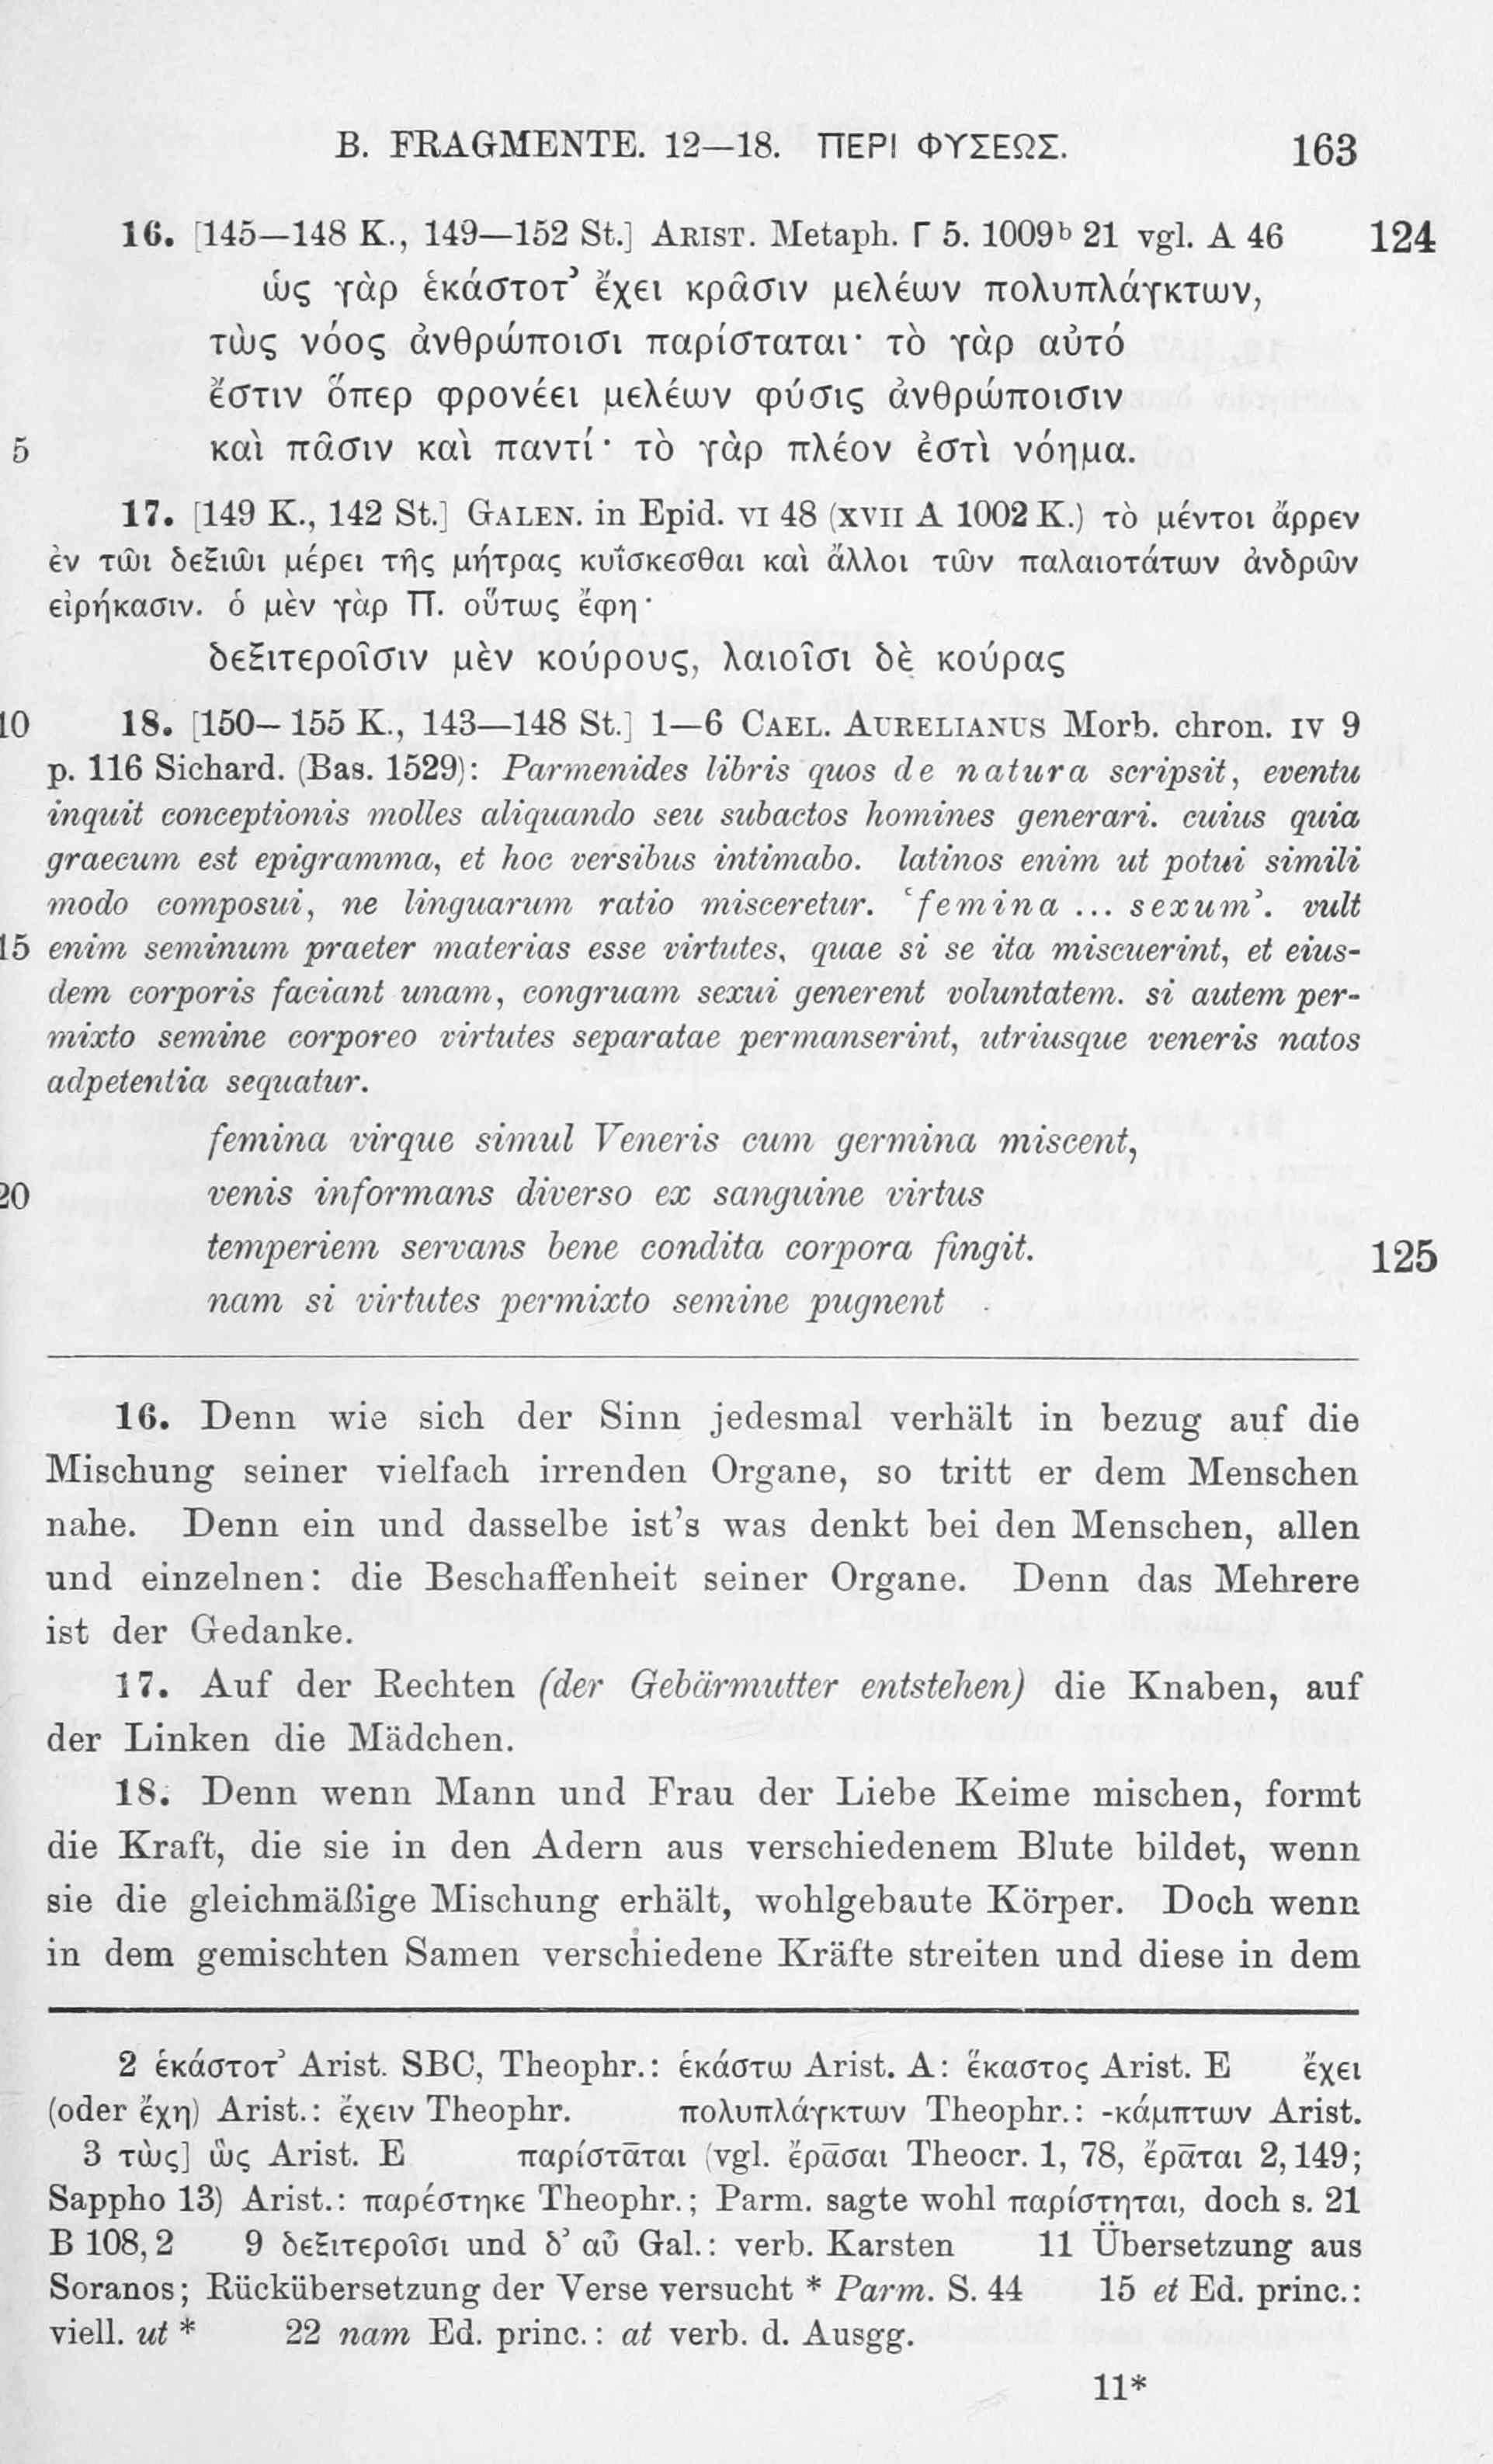 B. FRAGMENTE. 12—18. ΠΕΡΙ ΦΥΣΕΩΣ. 163
16. [145—148 K., 149—152 St.] ARIST. Metaph. Γ 5. 1009b 21 vgl. A 46 124
ὡς γὰρ ἑκάστοτ’ ἔχει κρᾶσιν μελέων πολυπλάγκτων,
τὼς νόος ἀνθρώποισι παρίσταται· τὸ γὰρ αὐτό
ἔστιν ὅπερ φρονέει μελέων φύσις ἀνθρώποισιν
5 καὶ πᾶσιν καὶ παντί· τὸ γὰρ πλέον ἐστὶ νόημα.
17. [149 K., 142 St.] GALEN. in Epid. VI 48 (XVII A 1002 K.) τὸ μέντοι ἄρρεν
ἐν τῶι δεξιῶι μέρει τῆς μήτρας κυΐσκεσθαι καὶ ἄλλοι τῶν παλαιοτάτων ἀνδρῶν
εἰρήκασιν. ὁ μὲν γὰρ Π. οὕτως ἔφη·
δεξιτεροῖσιν μὲν κούρους, λαιοῖσι δὲ κούρας
10 18. [150—155 K., 143—148 St.] 1—6 CAEL. AURELIANUS Morb. chron. IV 9
p. 116 Sichard. (Bas. 1529): Parmenides libris quos de natura scripsit, eventu
inquit conceptionis molles aliquando seu subactos homines generari. cuius quia
graecum est epigramma, et hoc versibus intimabo. latinos enim ut potui simili
modo composui, ne linguarum ratio misceretur. ‘femina ... sexum’. vult
15 enim seminum praeter materias esse virtutes, quae si se ita miscuerint, et eius-
dem corporis faciant unam, congruam sexui generent voluntatem. si autem per-
mixto semine corporeo virtutes separatae permanserint, utriusque veneris natos
adpetentia sequatur.
femina virque simul Veneris cum germina miscent,
20 venis informans diverso ex sanguine virtus
temperiem servans bene condita corpora fingit. 125
nam si virtutes permixto semine pugnent
16. Denn wie sich der Sinn jedesmal verhält in bezug auf die
Mischung seiner vielfach irrenden Organe, so tritt er dem Menschen
nahe. Denn ein und dasselbe ist’s was denkt bei den Menschen, allen
und einzelnen: die Beschaffenheit seiner Organe. Denn das Mehrere
ist der Gedanke.
17. Auf der Rechten (der Gebärmutter entstehen) die Knaben, auf
der Linken die Mädchen.
18. Denn wenn Mann und Frau der Liebe Keime mischen, formt
die Kraft, die sie in den Adern aus verschiedenem Blute bildet, wenn
sie die gleichmäßige Mischung erhält, wohlgebaute Körper. Doch wenn
in dem gemischten Samen verschiedene Kräfte streiten und diese in dem
2 ἑκάστοτ’ Arist. SBC, Theophr.: ἑκάστω Arist. A: ἕκαστος Arist. E ἔχει
(oder ἔχη) Arist.: ἔχειν Theophr. πολυπλάγκτων Theophr.: -κάμπτων Arist.
3 τὼς] ὣς Arist. E παρίστᾱται (vgl. ἔρᾱσαι Theocr. 1, 78, ἔρᾱται 2,149;
Sappho 13) Arist.: παρέστηκε Theophr.; Parm. sagte wohl παρίστηται, doch s. 21
B 108,2 9 δεξιτεροῖσι und δ’ αὖ Gal.: verb. Karsten 11 Übersetzung aus
Soranos; Rückübersetzung der Verse versucht * Parm. S. 44 15 et Ed. princ.:
viell. ut * 22 nam Ed. princ.: at verb. d. Ausgg.
11*